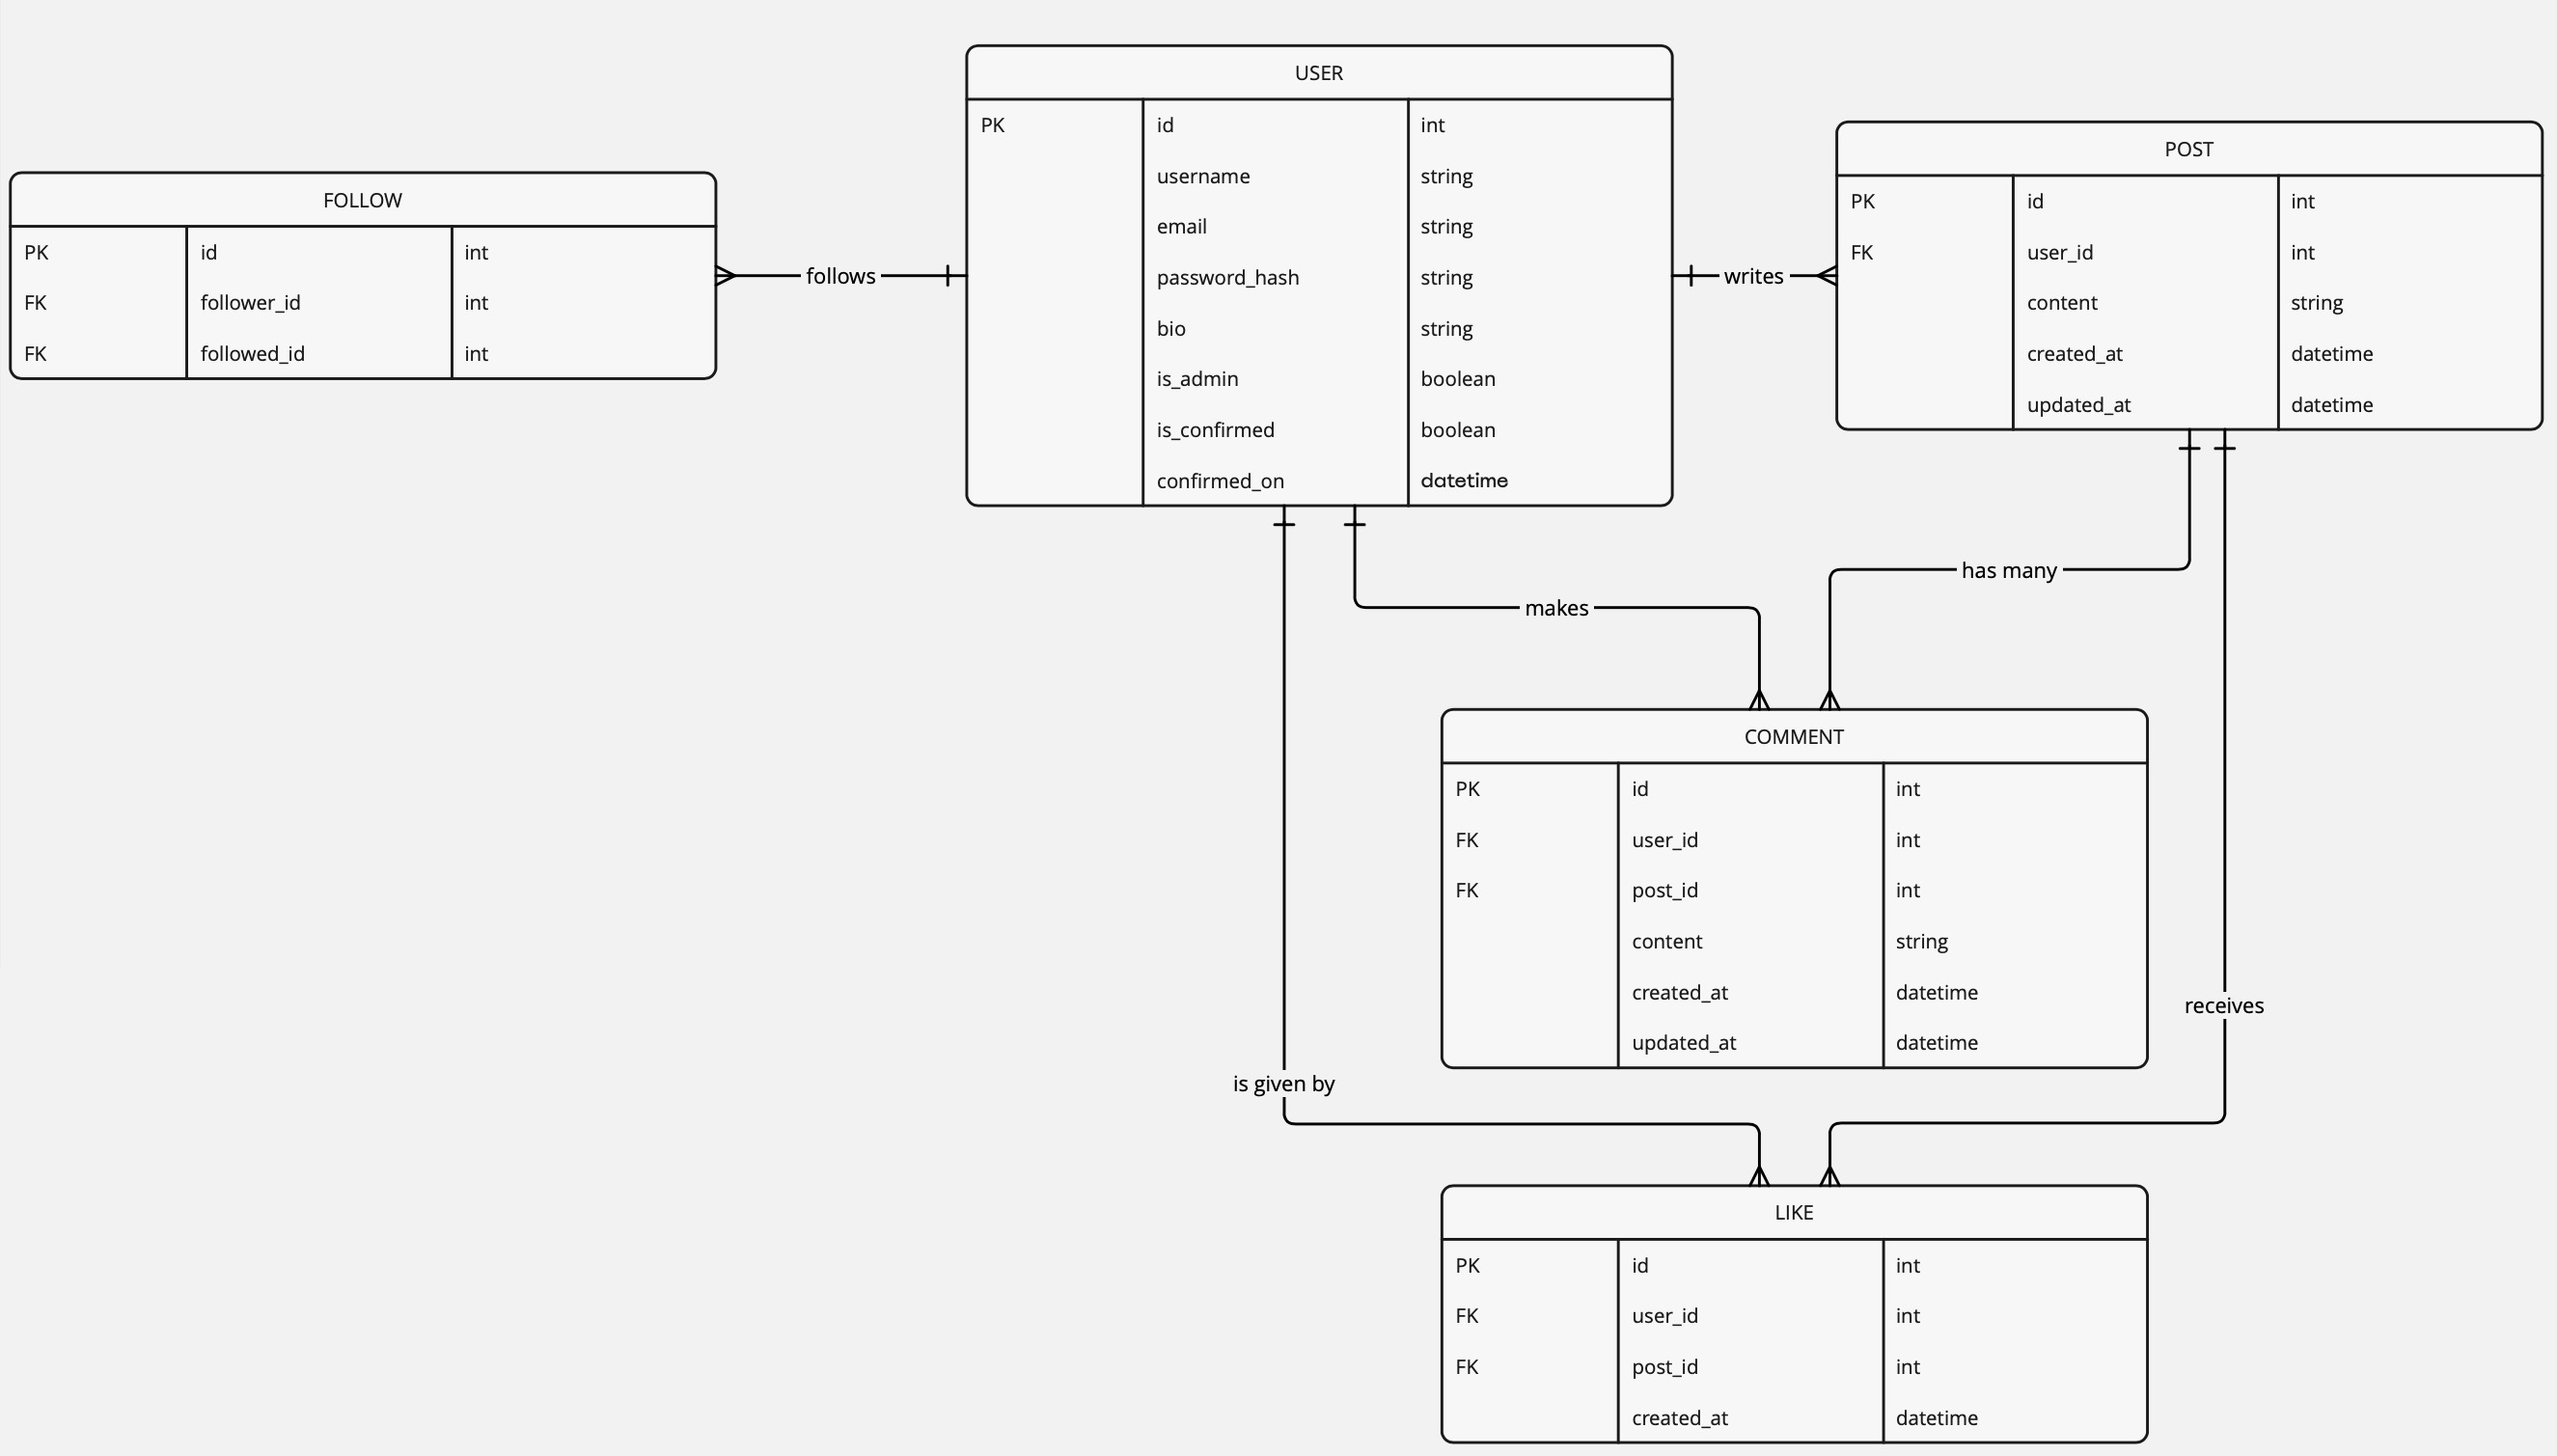 USER
PK id int
username string
email string
password_hash string
bio string
is_admin boolean
is_confirmed boolean
confirmed_on datetime
POST
PK id int
FK user_id int
content string
created_at datetime
updated_at datetime
FOLLOW
PK id int
FK follower_id int
FK followed_id int
follows
writes
has many
makes
COMMENT
PK id int
FK user_id int
FK post_id int
content string
created_at datetime
updated_at datetime
receives
is given by
LIKE
PK id int
FK user_id int
FK post_id int
created_at datetime